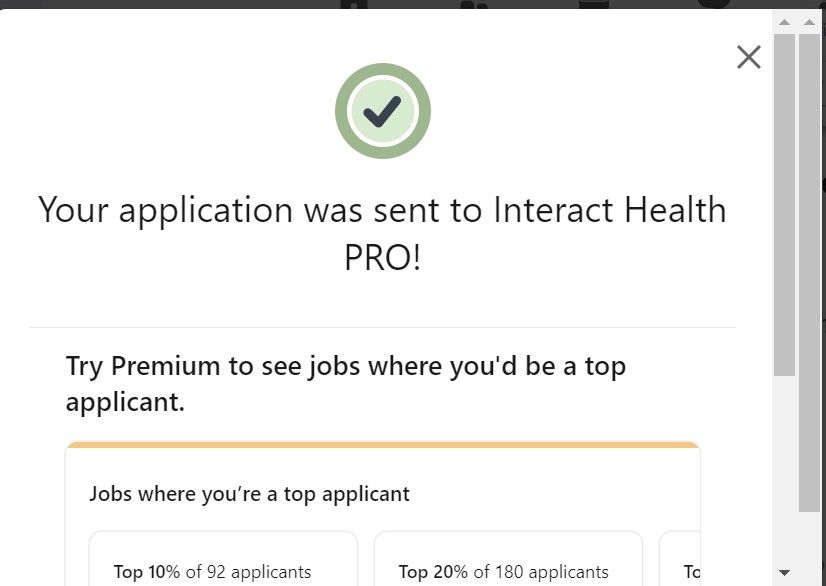 Your application was sent to Interact Health
PRO!
Try Premium to see jobs where you'd be a top
applicant.
Jobs where you’re a top applicant
Top 10% of 92 applicants
Top 20% of 180 applicants